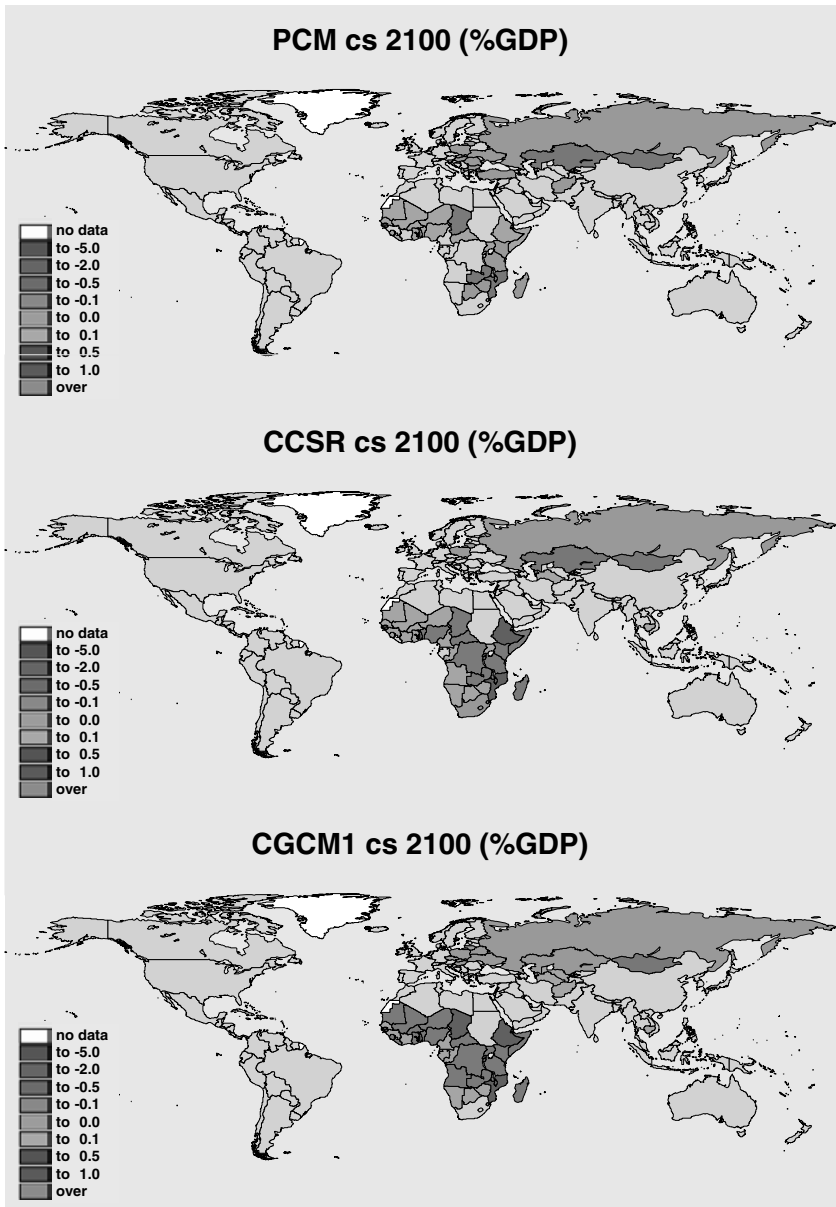 PCM cs 2100 (%GDP)
no data
to -5.0
to -2.0
to -0.5
to -0.1
to 0.0
to 0.1
to 0.5
to 1.0
over
CCSR cs 2100 (%GDP)
no data
to -5.0
to -2.0
to -0.5
to -0.1
to 0.0
to 0.1
to 0.5
to 1.0
over
CGCM1 cs 2100 (%GDP)
no data
to -5.0
to -2.0
to -0.5
to -0.1
to 0.0
to 0.1
to 0.5
to 1.0
over